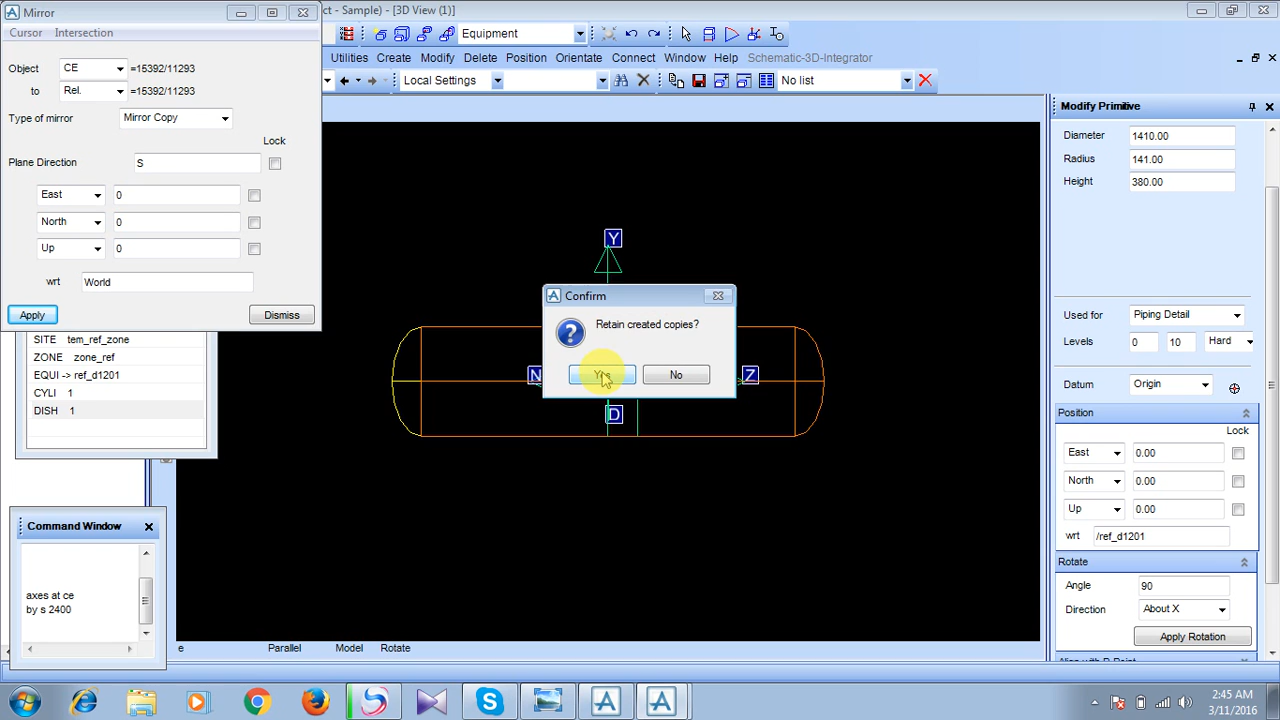 Mirror
ct - Sample) - [3D View (1)]
Cursor Intersection
Equipment
Utilities Create Modify Delete Position Orientate Connect Window Help Schematic-3D-Integrator
Local Settings
No list
Object CE =15392/11293
to Rel. =15392/11293
Type of mirror Mirror Copy
Lock
Plane Direction S
East 0
North 0
Up 0
wrt World
Apply Dismiss
SITE tem_ref_zone
ZONE zone_ref
EQUI -> ref_d1201
CYLI 1
DISH 1
Command Window
axes at ce
by s 2400
Y
N
Z
D
Confirm
Retain created copies?
No
e Parallel Model Rotate
Modify Primitive
Diameter 1410.00
Radius 141.00
Height 380.00
Used for Piping Detail
Levels 0 10 Hard
Datum Origin
Position
Lock
East 0.00
North 0.00
Up 0.00
wrt /ref_d1201
Rotate
Angle 90
Direction About X
Apply Rotation
2:45 AM
3/11/2016